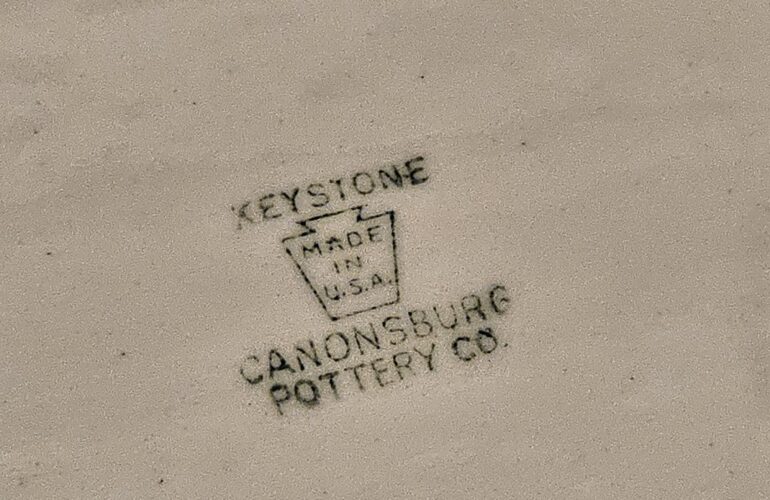 KEYSTONE
MADE
IN
U.S.A.
CANONSBURG
POTTERY CO.